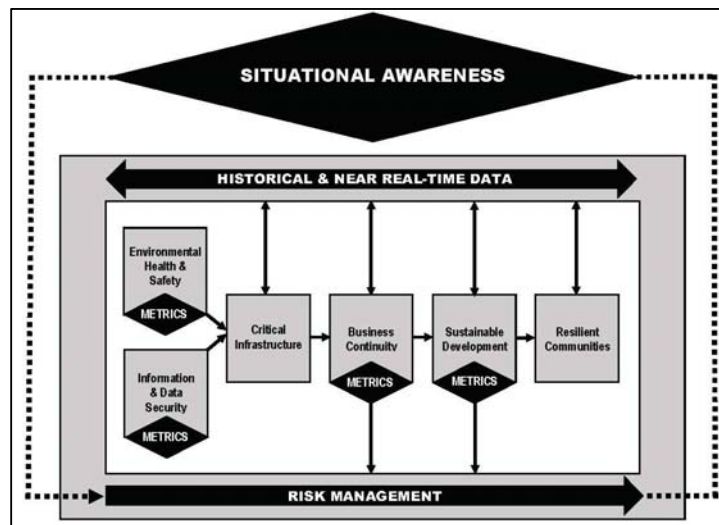 SITUATIONAL AWARENESS
HISTORICAL & NEAR REAL-TIME DATA
Environmental
Health &
Safety
METRICS
Information
& Data
Security
METRICS
Critical
Infrastructure
Business
Continuity
METRICS
Sustainable
Development
METRICS
Resilient
Communities
RISK MANAGEMENT